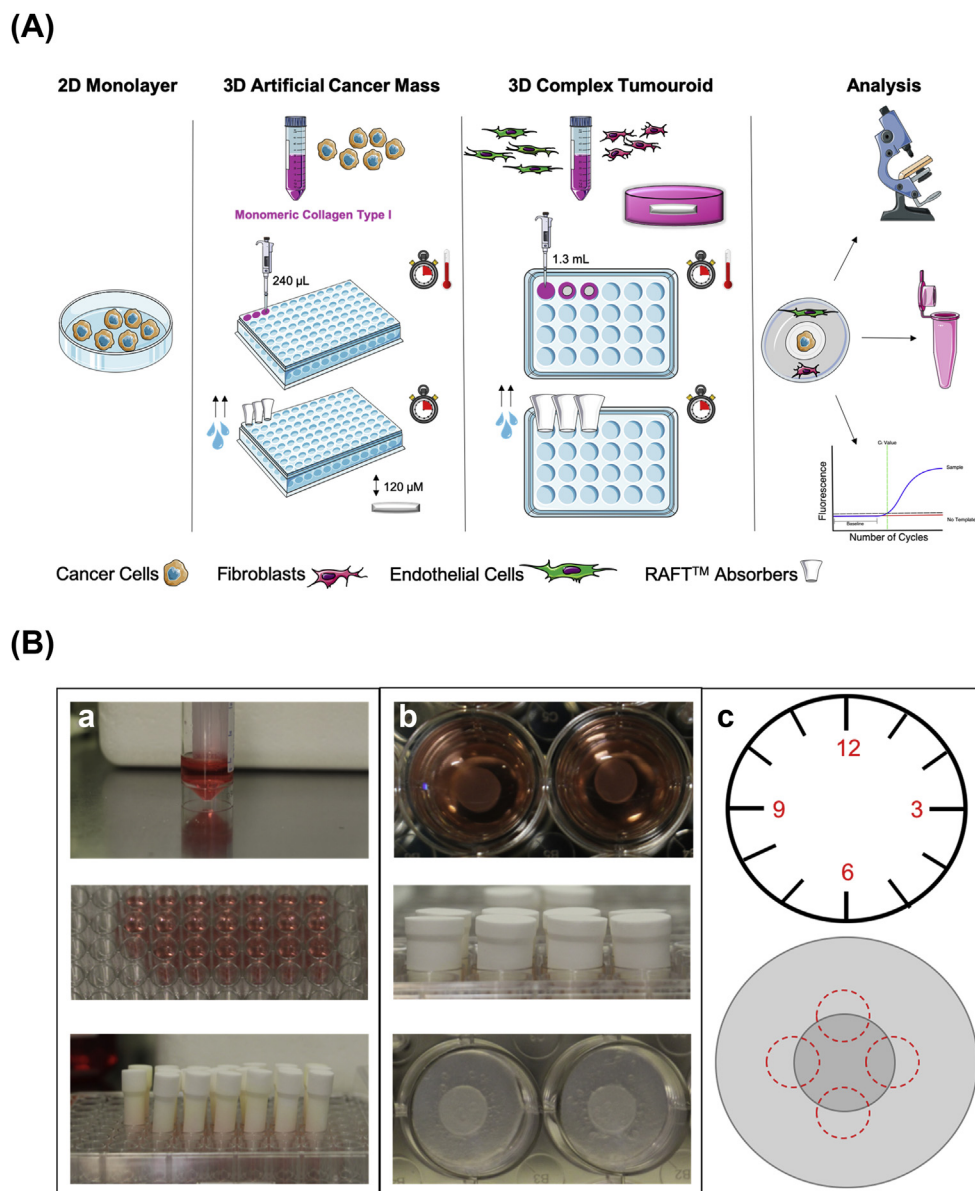 (A)
2D Monolayer
3D Artificial Cancer Mass
3D Complex Tumouroid
Analysis
Monomeric Collagen Type I
240 µL
1.3 mL
120 µM
Fluorescence
Cₜ Value
Sample
No Template
Baseline
Number of Cycles
Cancer Cells
Fibroblasts
Endothelial Cells
RAFT™ Absorbers
(B)
a
b
c
12
9
3
6